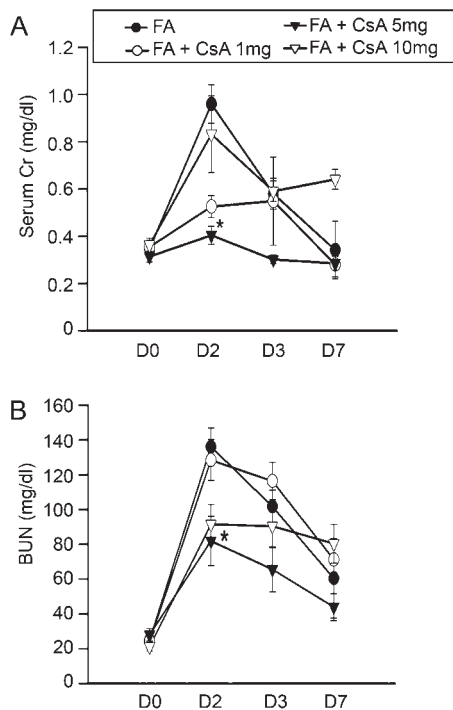 A
FA
FA + CsA 5mg
FA + CsA 1mg
FA + CsA 10mg
Serum Cr (mg/dl)
1.2
1.0
0.8
0.6
0.4
0.2
0
*
D0 D2 D3 D7
B
BUN (mg/dl)
160
140
120
100
80
60
40
20
0
*
D0 D2 D3 D7